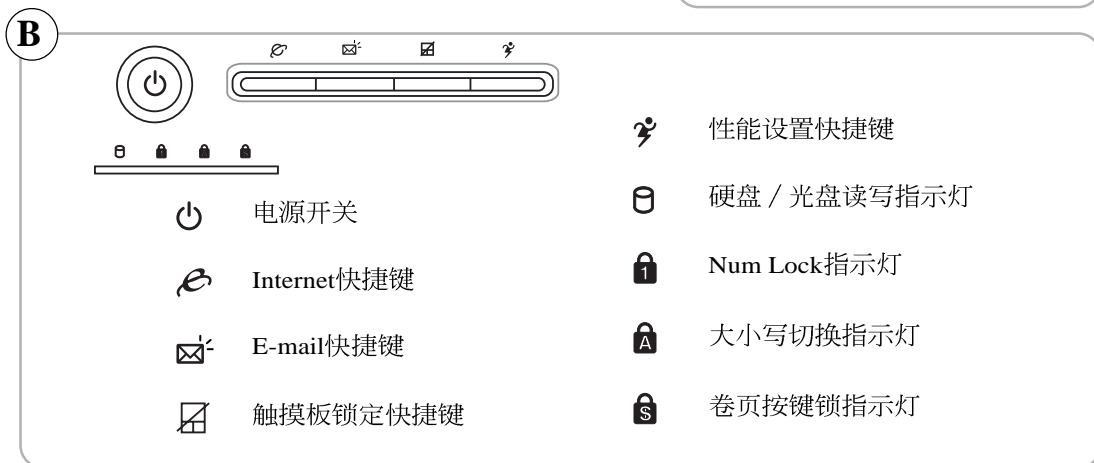 B
电源开关
Internet快捷键
E-mail快捷键
触摸板锁定快捷键
性能设置快捷键
硬盘 / 光盘读写指示灯
1 Num Lock指示灯
A 大小写切换指示灯
S 卷页按键锁指示灯